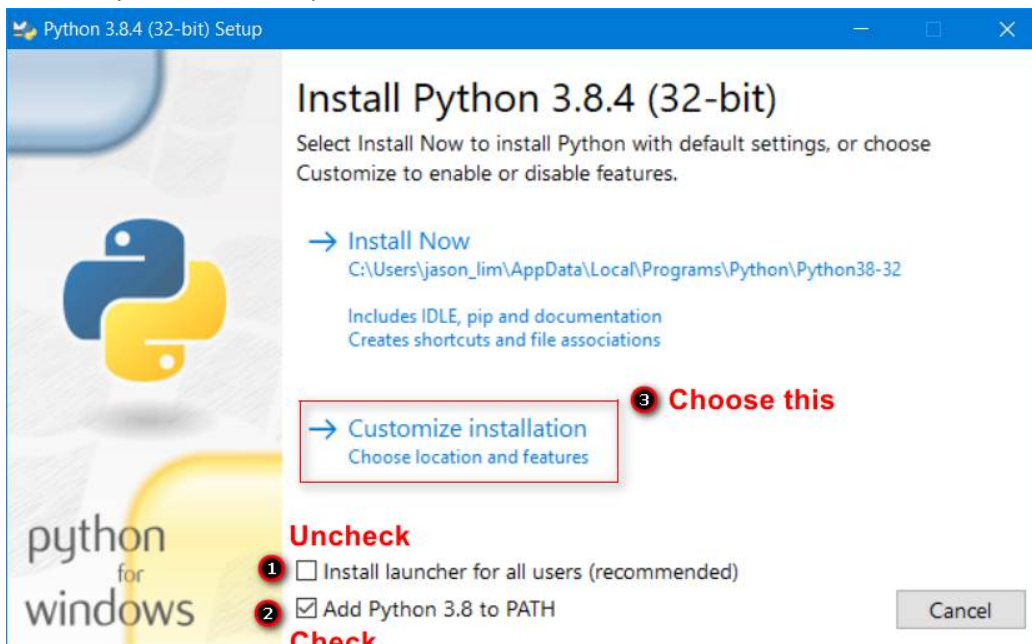 Python 3.8.4 (32-bit) Setup
Install Python 3.8.4 (32-bit)
Select Install Now to install Python with default settings, or choose
Customize to enable or disable features.
→ Install Now
C:\Users\jason_lim\AppData\Local\Programs\Python\Python38-32
Includes IDLE, pip and documentation
Creates shortcuts and file associations
3 Choose this
→ Customize installation
Choose location and features
python
for
windows
Uncheck
1 Install launcher for all users (recommended)
2 Add Python 3.8 to PATH
Cancel
Check